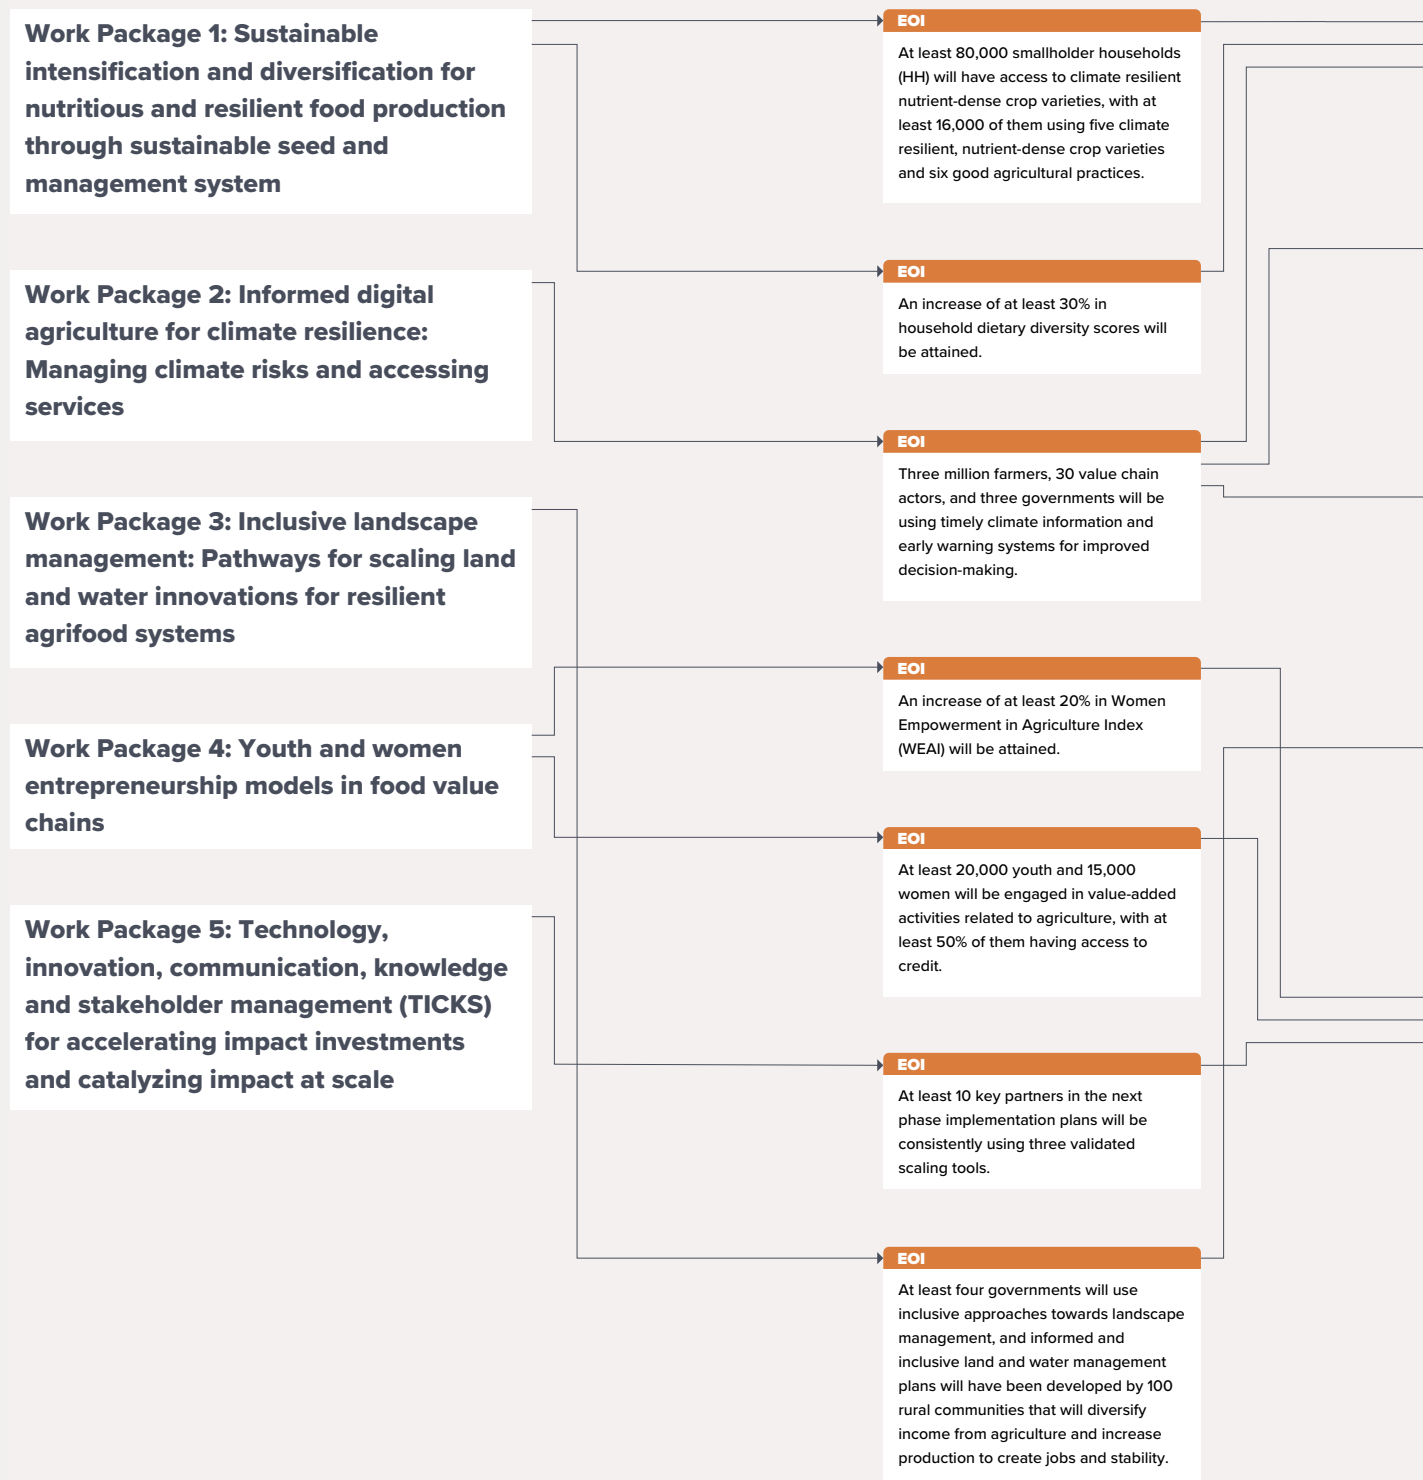 Work Package 1: Sustainable
intensification and diversification for
nutritious and resilient food production
through sustainable seed and
management system
Work Package 2: Informed digital
agriculture for climate resilience:
Managing climate risks and accessing
services
Work Package 3: Inclusive landscape
management: Pathways for scaling land
and water innovations for resilient
agrifood systems
Work Package 4: Youth and women
entrepreneurship models in food value
chains
Work Package 5: Technology,
innovation, communication, knowledge
and stakeholder management (TICKS)
for accelerating impact investments
and catalyzing impact at scale
EOI
At least 80,000 smallholder households
(HH) will have access to climate resilient
nutrient-dense crop varieties, with at
least 16,000 of them using five climate
resilient, nutrient-dense crop varieties
and six good agricultural practices.
EOI
An increase of at least 30% in
household dietary diversity scores will
be attained.
EOI
Three million farmers, 30 value chain
actors, and three governments will be
using timely climate information and
early warning systems for improved
decision-making.
EOI
An increase of at least 20% in Women
Empowerment in Agriculture Index
(WEAI) will be attained.
EOI
At least 20,000 youth and 15,000
women will be engaged in value-added
activities related to agriculture, with at
least 50% of them having access to
credit.
EOI
At least 10 key partners in the next
phase implementation plans will be
consistently using three validated
scaling tools.
EOI
At least four governments will use
inclusive approaches towards landscape
management, and informed and
inclusive land and water management
plans will have been developed by 100
rural communities that will diversify
income from agriculture and increase
production to create jobs and stability.